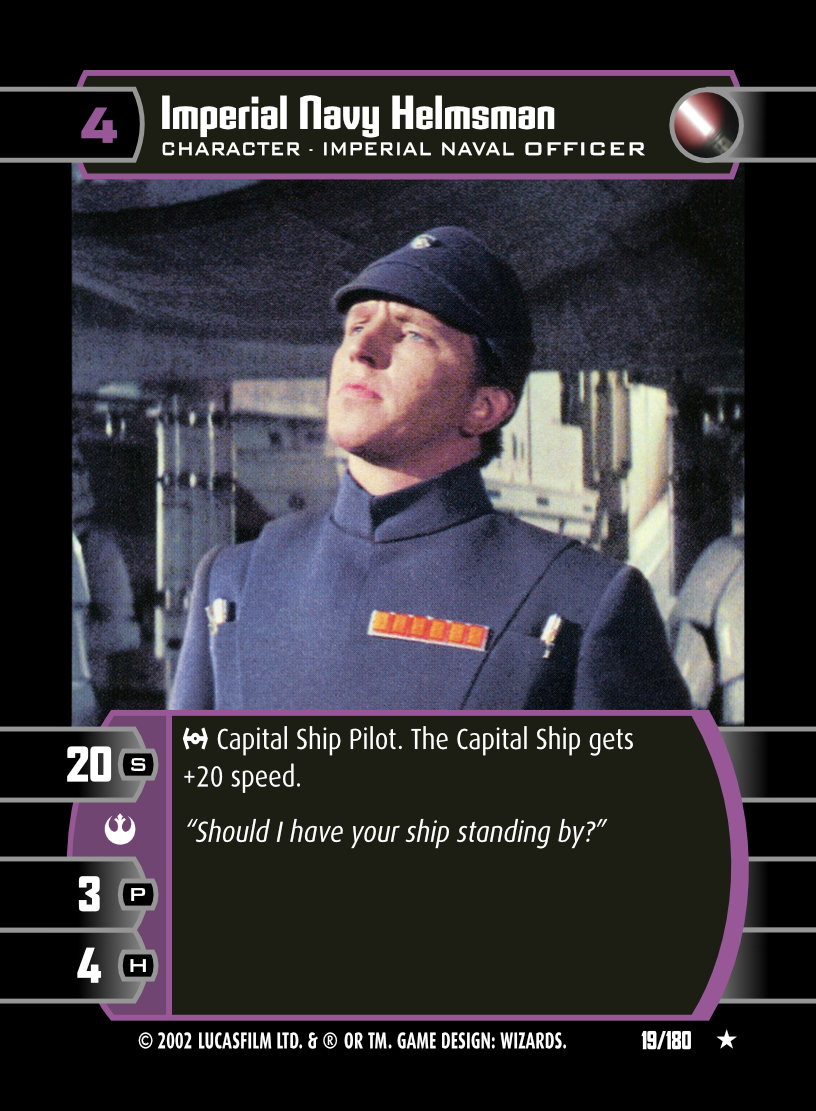 4
Imperial Navy Helmsman
CHARACTER · IMPERIAL NAVAL OFFICER
20 S
Capital Ship Pilot. The Capital Ship gets
+20 speed.
“Should I have your ship standing by?”
3 P
4 H
© 2002 LUCASFILM LTD. & ® OR TM. GAME DESIGN: WIZARDS.
19/180